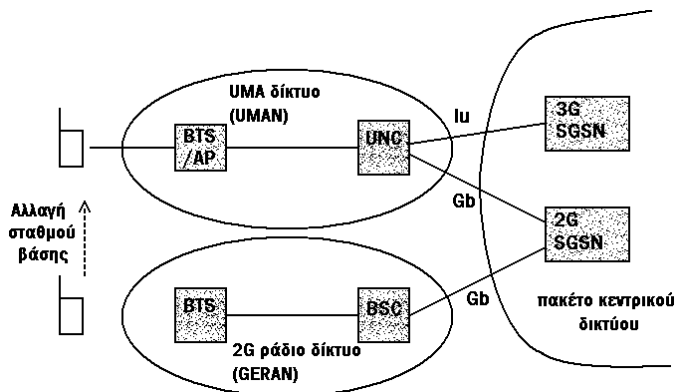 UMA δίκτυο
(UMAN)
BTS
/AP
UNC
Iu
3G
SGSN
Gb
2G
SGSN
Αλλαγή
σταθμού
βάσης
BTS
BSC
Gb
2G ράδιο δίκτυο
(GERAN)
πακέτο κεντρικού
δικτύου